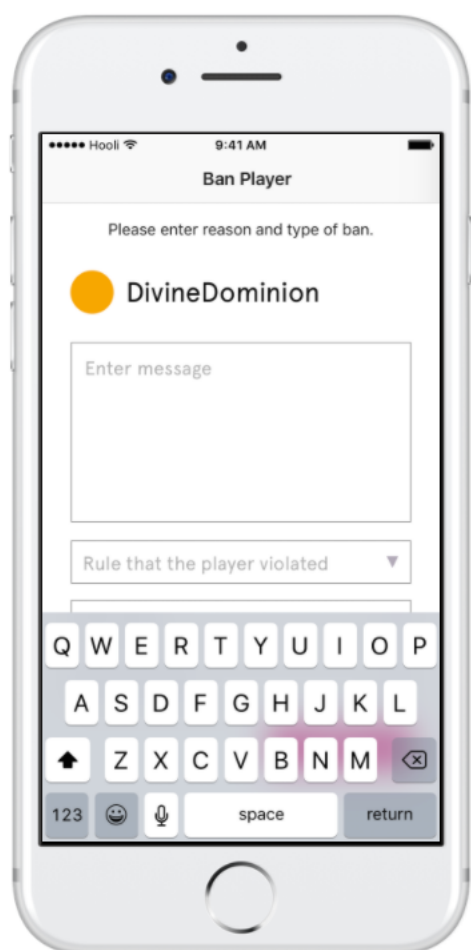 Hooli 9:41 AM
Ban Player
Please enter reason and type of ban.
DivineDominion
Enter message
Rule that the player violated
Q W E R T Y U I O P
A S D F G H J K L
Z X C V B N M
123 space return